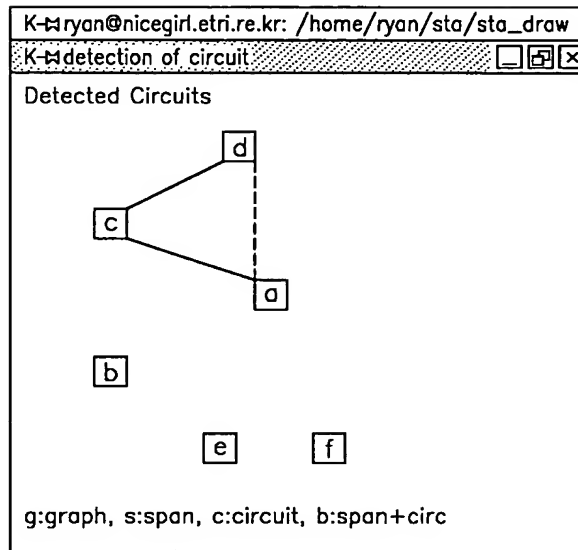 K-⋈ryan@nicegirl.etri.re.kr: /home/ryan/sta/sta_draw
K-⋈detection of circuit
Detected Circuits
d
c
a
b
e f
g:graph, s:span, c:circuit, b:span+circ